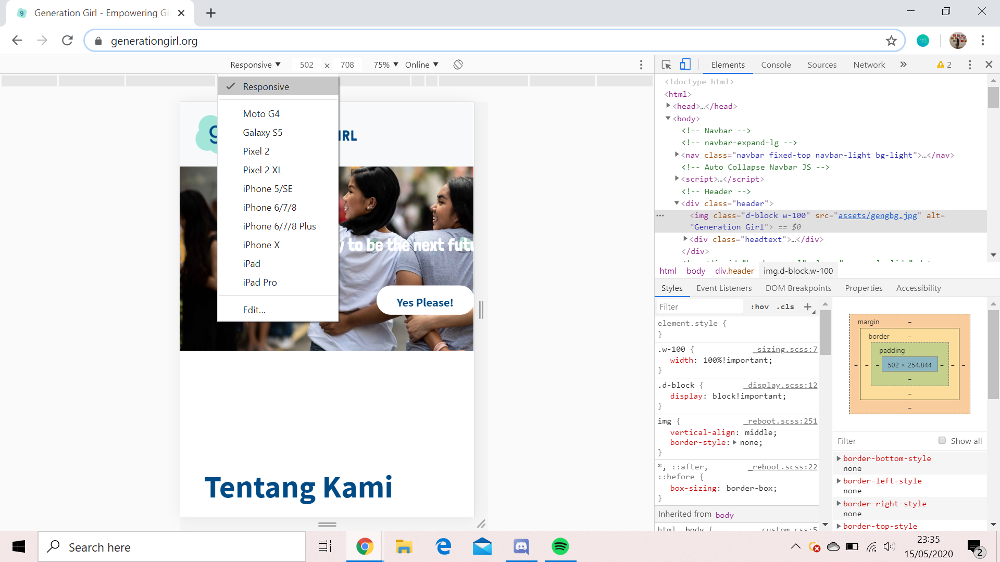 Generation Girl - Empowering Gi
generationgirl.org
m
Responsive ▼ 502 × 708 75% ▼ Online ▼
Responsive
Moto G4
Galaxy S5
Pixel 2
Pixel 2 XL
iPhone 5/SE
iPhone 6/7/8
iPhone 6/7/8 Plus
iPhone X
iPad
iPad Pro
Edit...
g
IRL
y to be the next futu
Yes Please!
Tentang Kami
Elements Console Sources Network » 2
<!doctype html>
<html>
<head>…</head>
<body>
<!-- Navbar -->
<!-- navbar-expand-lg -->
<nav class="navbar fixed-top navbar-light bg-light">…</nav>
<!-- Auto Collapse Navbar JS -->
<script>…</script>
<!-- Header -->
<div class="header">
<img class="d-block w-100" src="assets/gengbg.jpg" alt=
"Generation Girl"> == $0
<div class="headtext">…</div>
</div>
html body div.header img.d-block.w-100
Styles Event Listeners DOM Breakpoints Properties Accessibility
Filter :hov .cls +
element.style {
}
.w-100 { _sizing.scss:7
width: 100%!important;
}
.d-block { _display.scss:12
display: block!important;
}
img { _reboot.scss:251
vertical-align: middle;
border-style: none;
}
*, ::after, _reboot.scss:22
::before {
box-sizing: border-box;
}
Inherited from body
html, body { custom.css:5
margin –
border –
padding –
– – – 502 × 254.844 – – –
–
–
–
Filter Show all
border-bottom-style
none
border-left-style
none
border-right-style
none
border-top-style
Search here
23:35
15/05/2020
2